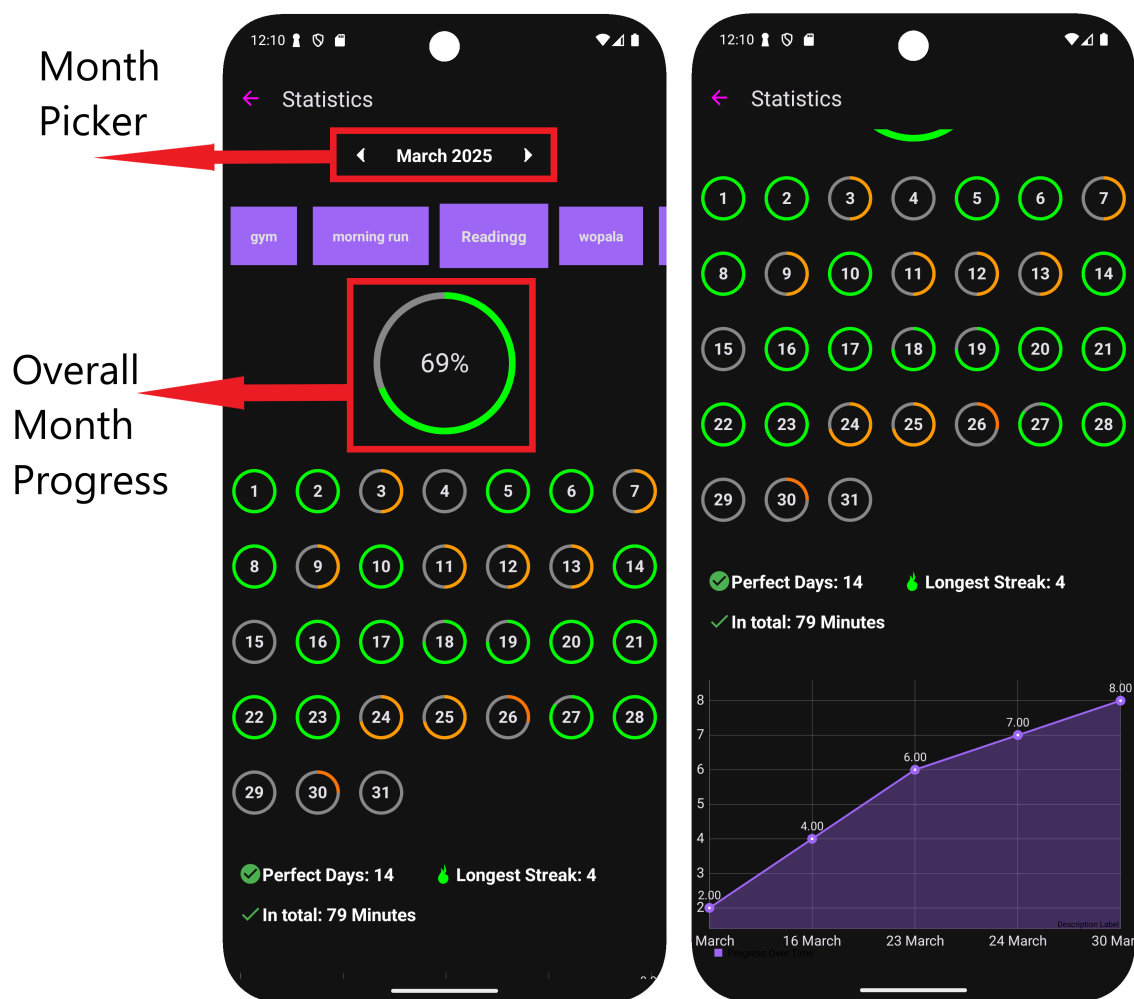 Month
Picker
Overall
Month
Progress
12:10
Statistics
March 2025
gym morning run Readingg wopala
69%
1 2 3 4 5 6 7
8 9 10 11 12 13 14
15 16 17 18 19 20 21
22 23 24 25 26 27 28
29 30 31
Perfect Days: 14 Longest Streak: 4
In total: 79 Minutes
12:10
Statistics
1 2 3 4 5 6 7
8 9 10 11 12 13 14
15 16 17 18 19 20 21
22 23 24 25 26 27 28
29 30 31
Perfect Days: 14 Longest Streak: 4
In total: 79 Minutes
8.00
8
7.00
7
6.00
6
5
4.00
4
3
2.00
2
Description Label
March 16 March 23 March 24 March 30 Mar
Progress Over Time